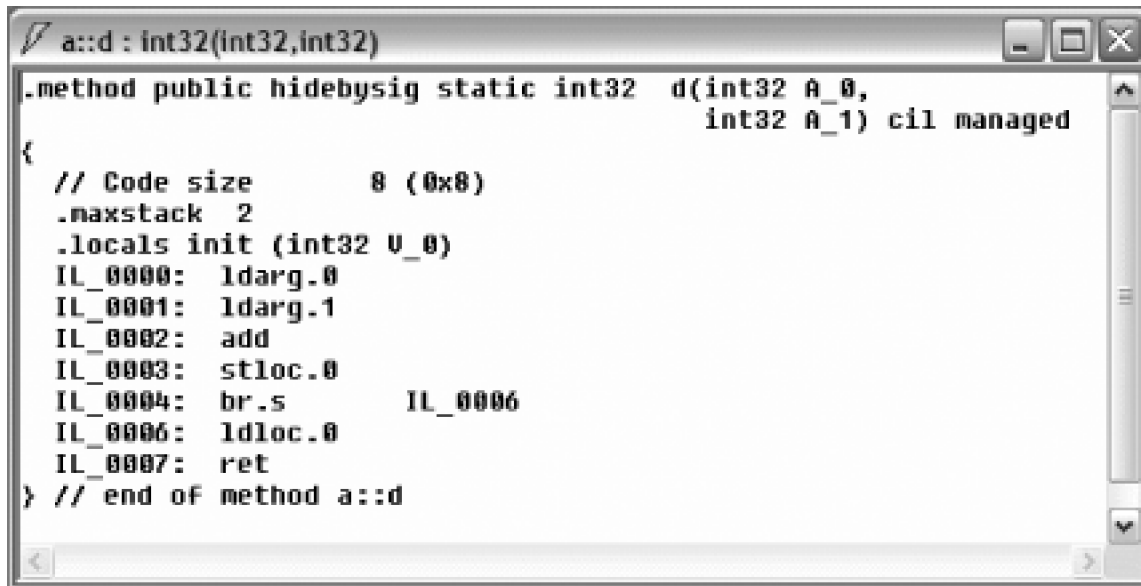 a::d : int32(int32,int32)
.method public hidebysig static int32  d(int32 A_0,
                                       int32 A_1) cil managed
{
  // Code size       8 (0x8)
  .maxstack  2
  .locals init (int32 V_0)
  IL_0000:  ldarg.0
  IL_0001:  ldarg.1
  IL_0002:  add
  IL_0003:  stloc.0
  IL_0004:  br.s       IL_0006
  IL_0006:  ldloc.0
  IL_0007:  ret
} // end of method a::d